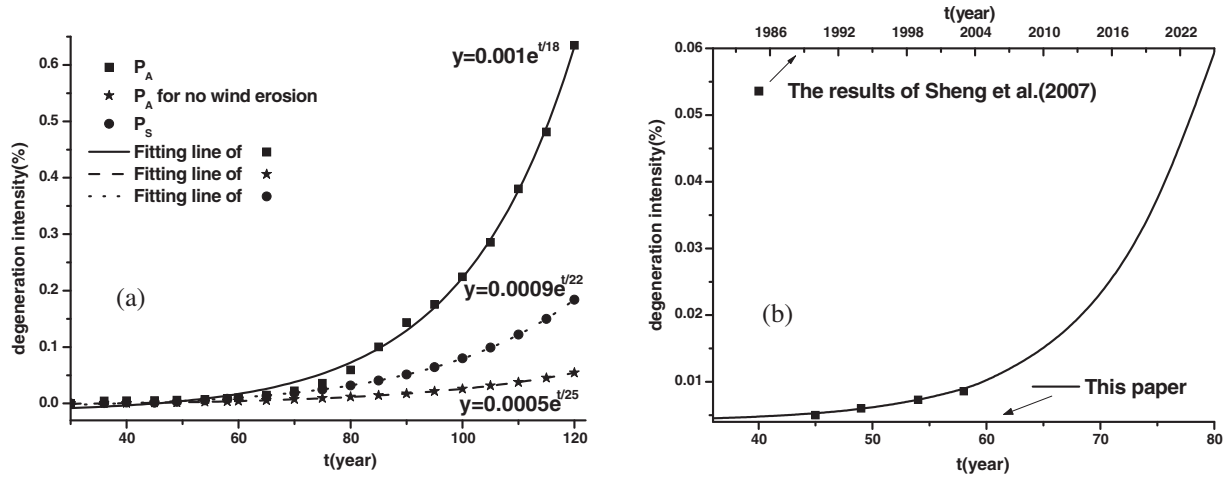 0.6
0.5
0.4
0.3
0.2
0.1
0.0
degeneration intensity(%)
P_A
P_A for no wind erosion
P_S
Fitting line of
Fitting line of
Fitting line of
y=0.001e^t/18
y=0.0009e^t/22
y=0.0005e^t/25
(a)
40 60 80 100 120
t(year)
t(year)
1986 1992 1998 2004 2010 2016 2022
0.06
0.05
0.04
0.03
0.02
0.01
degeneration intensity(%)
The results of Sheng et al.(2007)
(b)
This paper
40 50 60 70 80
t(year)